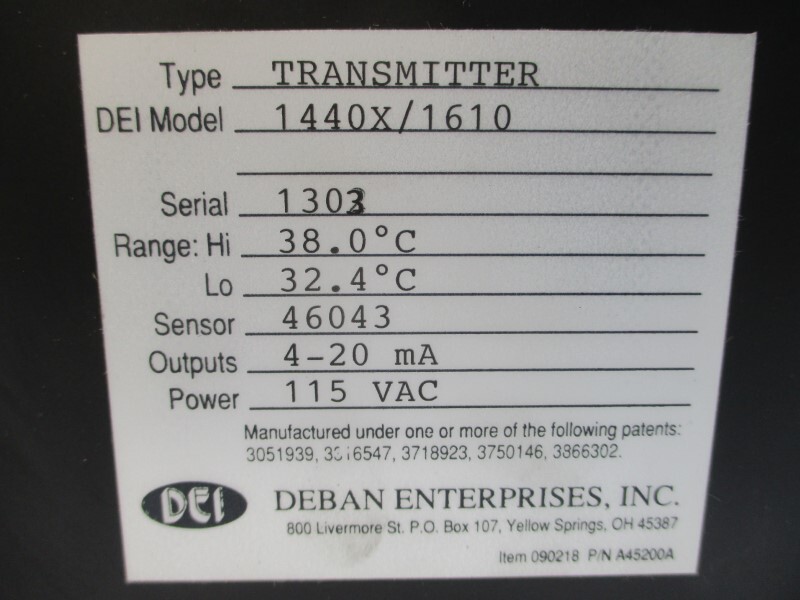 Type TRANSMITTER
DEI Model 1440X/1610
Serial 1303
Range: Hi 38.0°C
Lo 32.4°C
Sensor 46043
Outputs 4-20 mA
Power 115 VAC
Manufactured under one or more of the following patents:
3051939, 3718923, 3750146, 3866302.
DEI DEBAN ENTERPRISES, INC.
800 Livermore St. P.O. Box 107, Yellow Springs, OH 45387
Item 090218 P/N A45200A